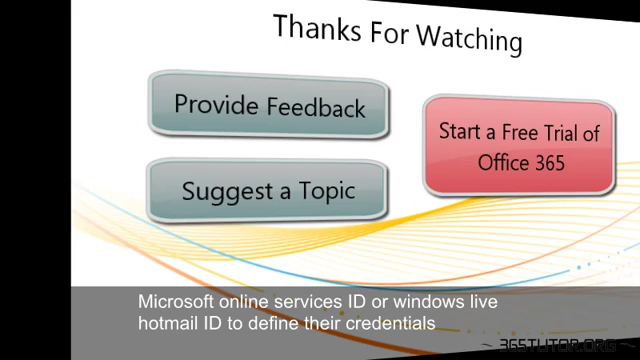 Thanks For Watching
Provide Feedback
Start a Free Trial of
Office 365
Suggest a Topic
Microsoft online services ID or windows live
hotmail ID to define their credentials
365TUTOR.ORG